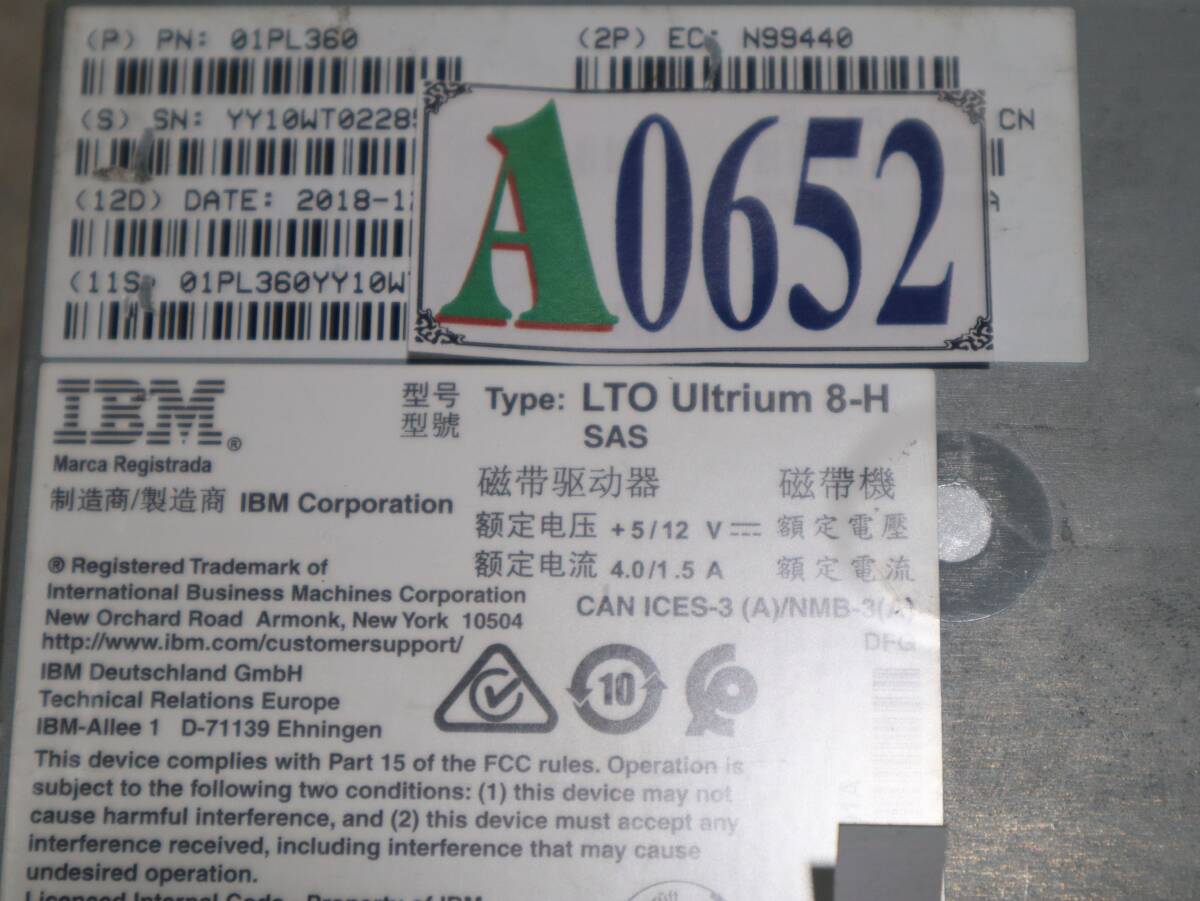 (P) PN: 01PL360
(2P) EC: N99440
(S) SN: YY10WT0228
CN
A0652
(12D) DATE: 2018-1
(11S) 01PL360YY10W
IBM®
Marca Registrada
型号
型號
Type: LTO Ultrium 8-H
SAS
制造商/製造商 IBM Corporation
磁带驱动器 磁帶機
额定电压 +5/12 V 額定電壓
额定电流 4.0/1.5 A 額定電流
CAN ICES-3 (A)/NMB-3(A)
DFG
® Registered Trademark of
International Business Machines Corporation
New Orchard Road Armonk, New York 10504
http://www.ibm.com/customersupport/
IBM Deutschland GmbH
Technical Relations Europe
IBM-Allee 1 D-71139 Ehningen
10
This device complies with Part 15 of the FCC rules. Operation is
subject to the following two conditions: (1) this device may not
cause harmful interference, and (2) this device must accept any
interference received, including interference that may cause
undesired operation.
Licensed Internal Code - Property of IBM